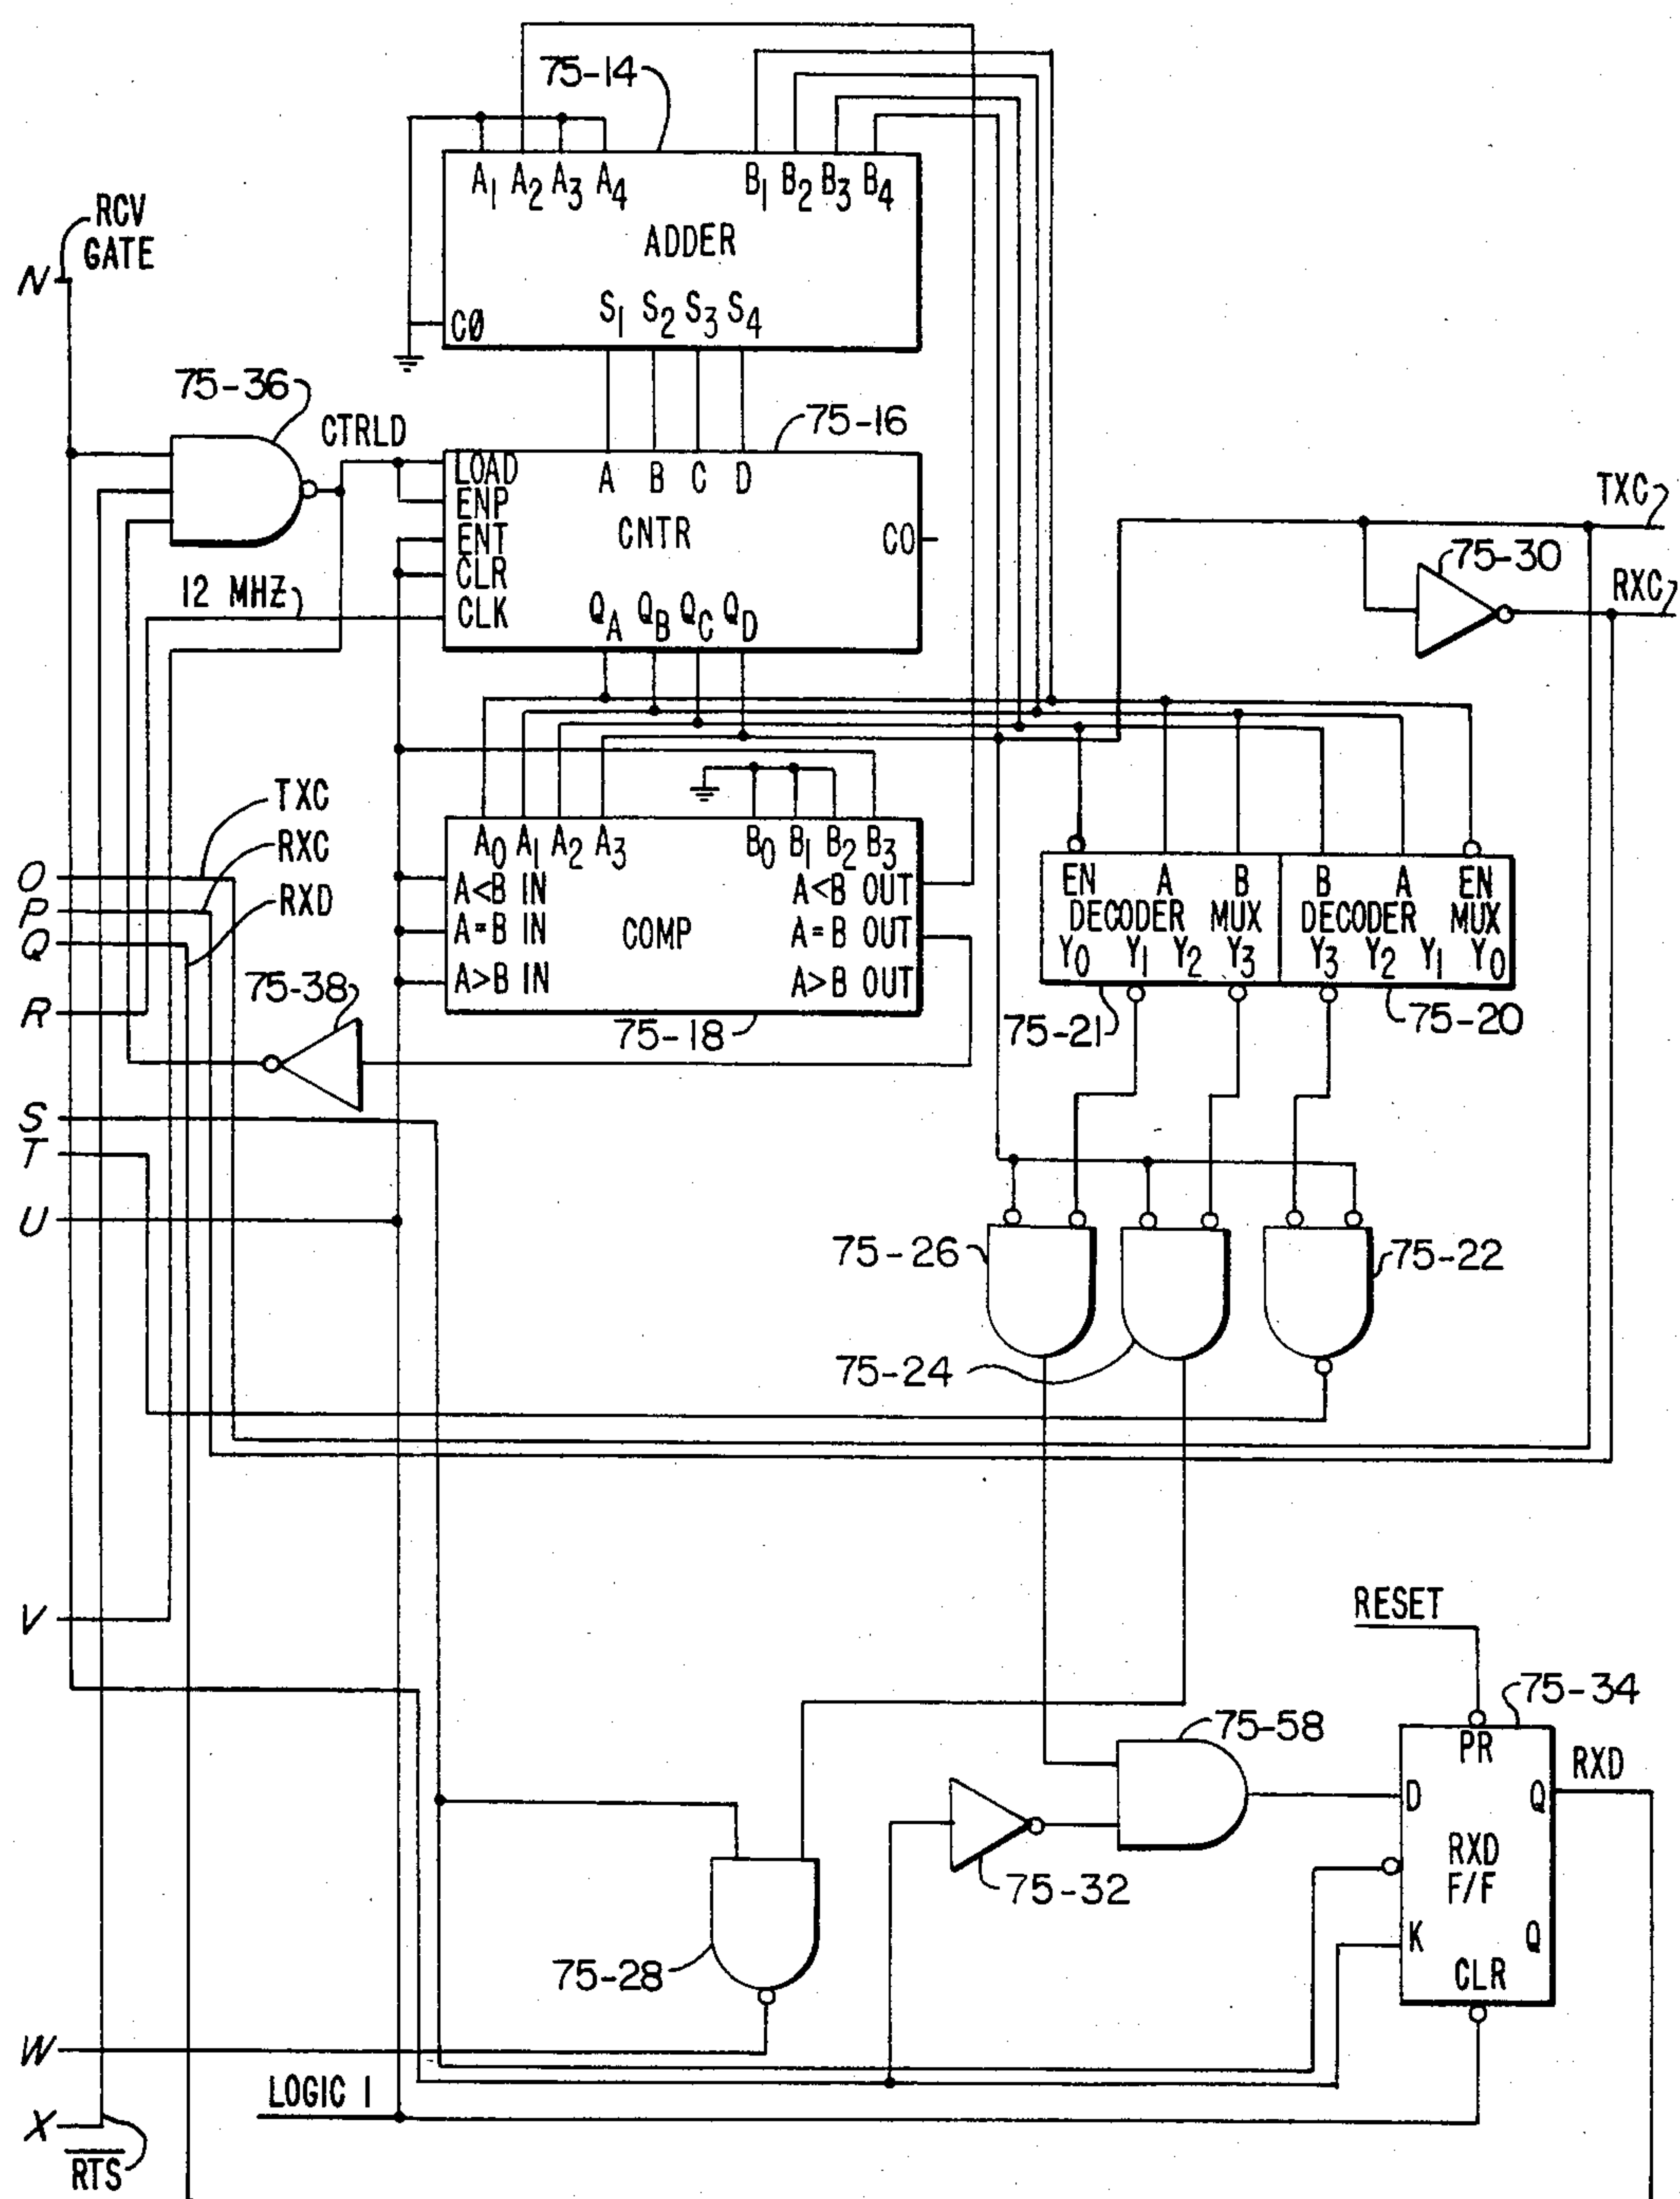 75-14
RCV
GATE
N
A1 A2 A3 A4 B1 B2 B3 B4
ADDER
S1 S2 S3 S4
CØ
75-36
CTRLD
75-16
LOAD A B C D
ENP
ENT CNTR CO
CLR
CLK QA QB QC QD
12 MHZ
TXC
75-30
RXC
TXC
RXC
RXD
O
P
Q
R
A0 A1 A2 A3 B0 B1 B2 B3
A<B IN A<B OUT
A=B IN COMP A=B OUT
A>B IN A>B OUT
75-18
75-38
EN A B B A EN
DECODER MUX DECODER MUX
Y0 Y1 Y2 Y3 Y3 Y2 Y1 Y0
75-21
75-20
S
T
U
75-26
75-22
75-24
V
RESET
75-34
75-58
PR
RXD
D Q
RXD
F/F
75-32
K Q
CLR
75-28
W
LOGIC 1
X
RTS